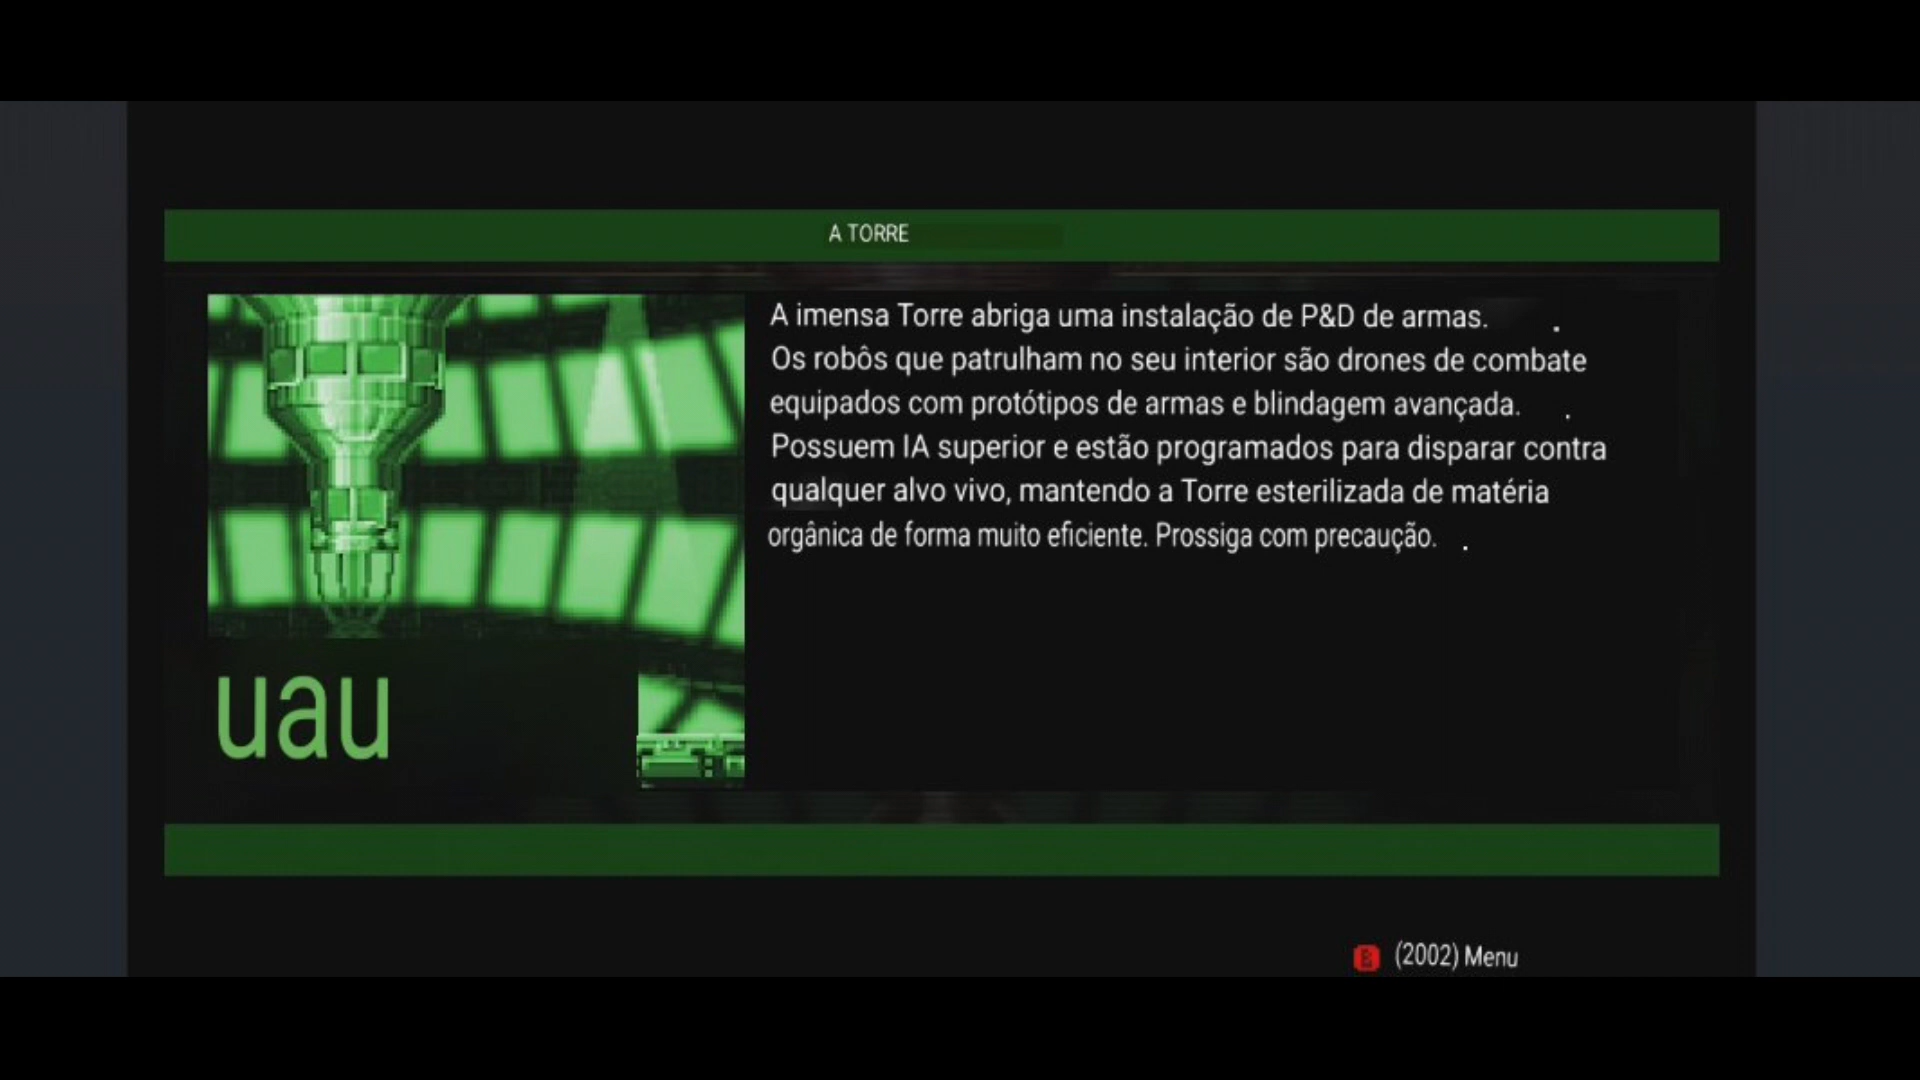 A TORRE
A imensa Torre abriga uma instalação de P&D de armas.
Os robôs que patrulham no seu interior são drones de combate
equipados com protótipos de armas e blindagem avançada.
Possuem IA superior e estão programados para disparar contra
qualquer alvo vivo, mantendo a Torre esterilizada de matéria
orgânica de forma muito eficiente. Prossiga com precaução.
uau
B (2002) Menu